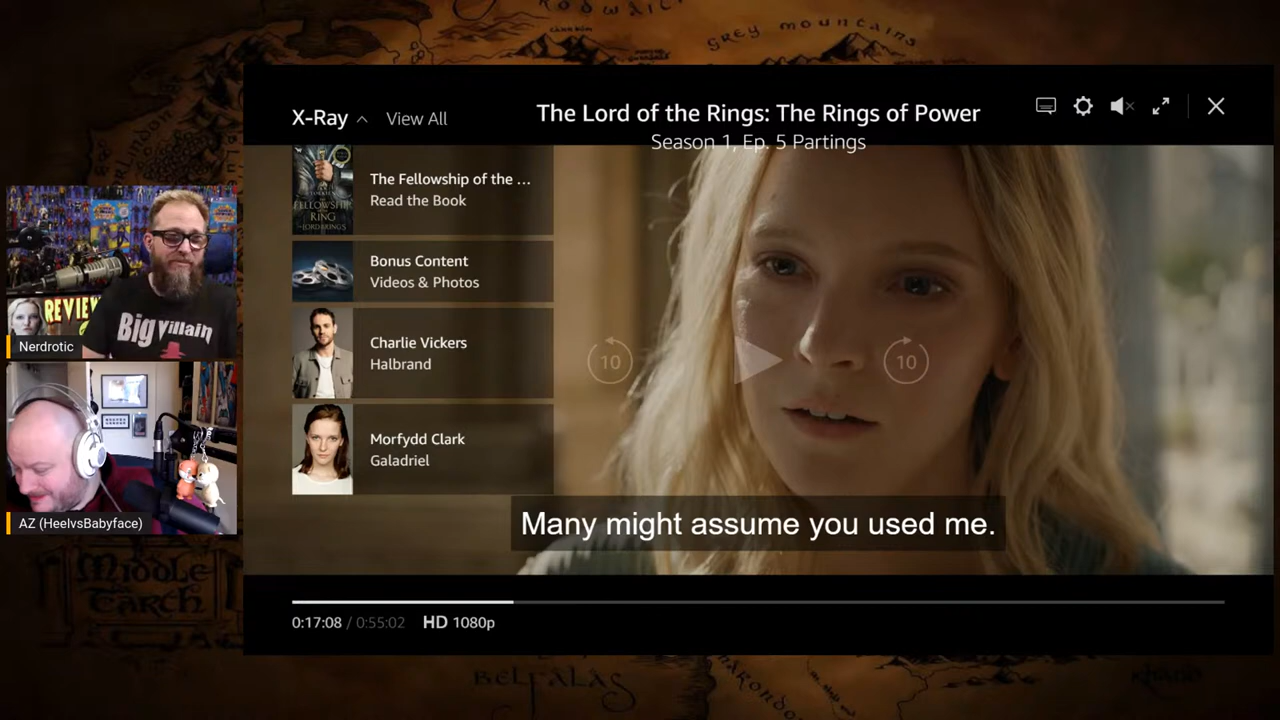 GREY MOUNTAINS
X-Ray View All
The Lord of the Rings: The Rings of Power
Season 1, Ep. 5 Partings
The Fellowship of the ...
Read the Book
FELLOWSHIP
RING
Bonus Content
Videos & Photos
10
10
Charlie Vickers
Halbrand
Morfydd Clark
Galadriel
Many might assume you used me.
0:17:08 / 0:55:02 HD 1080p
REVIEW
Big Villain
Nerdrotic
AZ (HeelvsBabyface)
MIDDLE
EARTH
BELFALAS
KHAND